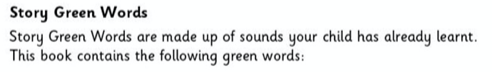 Story Green Words
Story Green Words are made up of sounds your child has already learnt.
This book contains the following green words: